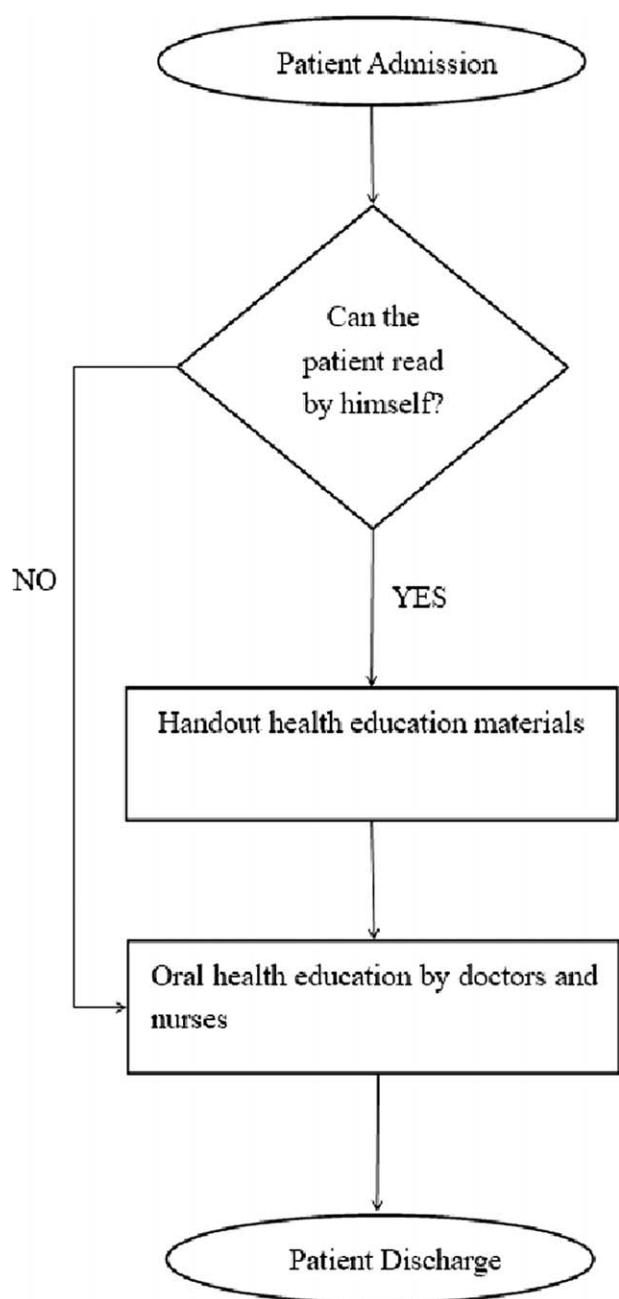 Patient Admission
Can the
patient read
by himself?
NO
YES
Handout health education materials
Oral health education by doctors and
nurses
Patient Discharge